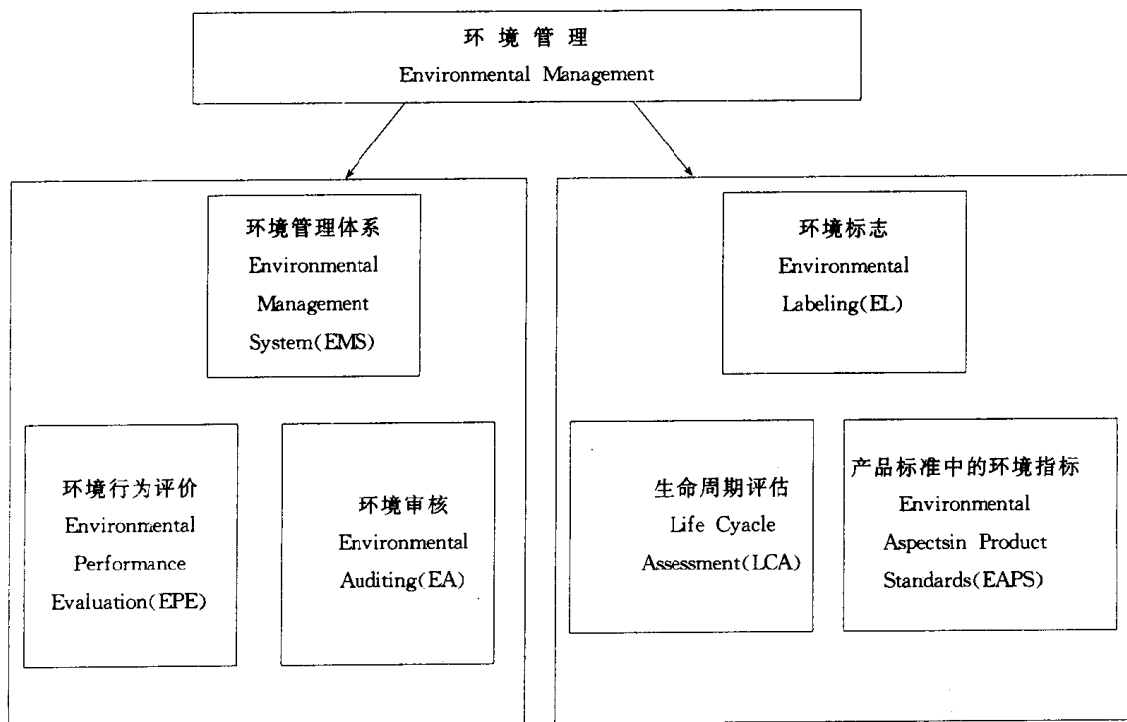 环 境 管 理
Environmental Management
环境管理体系
Environmental
Management
System(EMS)
环境标志
Environmental
Labeling(EL)
环境行为评价
Environmental
Performance
Evaluation(EPE)
环境审核
Environmental
Auditing(EA)
生命周期评估
Life Cyacle
Assessment(LCA)
产品标准中的环境指标
Environmental
Aspectsin Product
Standards(EAPS)